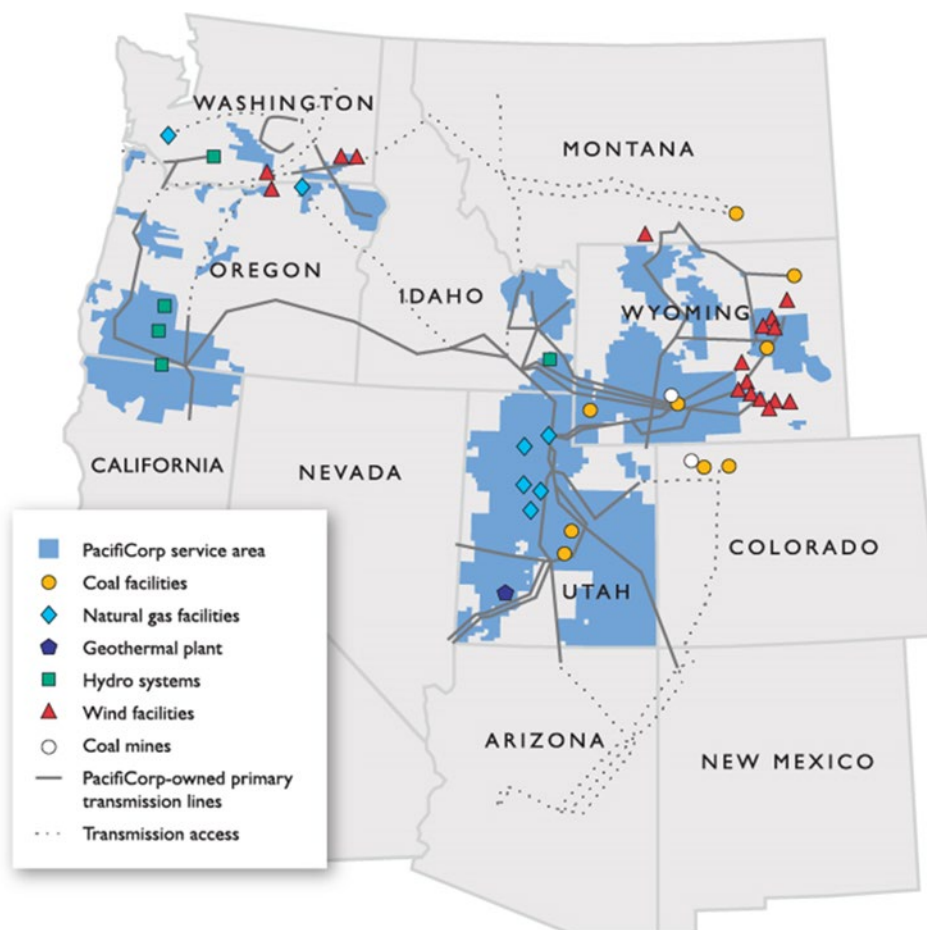 WASHINGTON
MONTANA
OREGON
IDAHO
WYOMING
CALIFORNIA
NEVADA
COLORADO
UTAH
ARIZONA
NEW MEXICO
PacifiCorp service area
Coal facilities
Natural gas facilities
Geothermal plant
Hydro systems
Wind facilities
Coal mines
PacifiCorp-owned primary
transmission lines
Transmission access